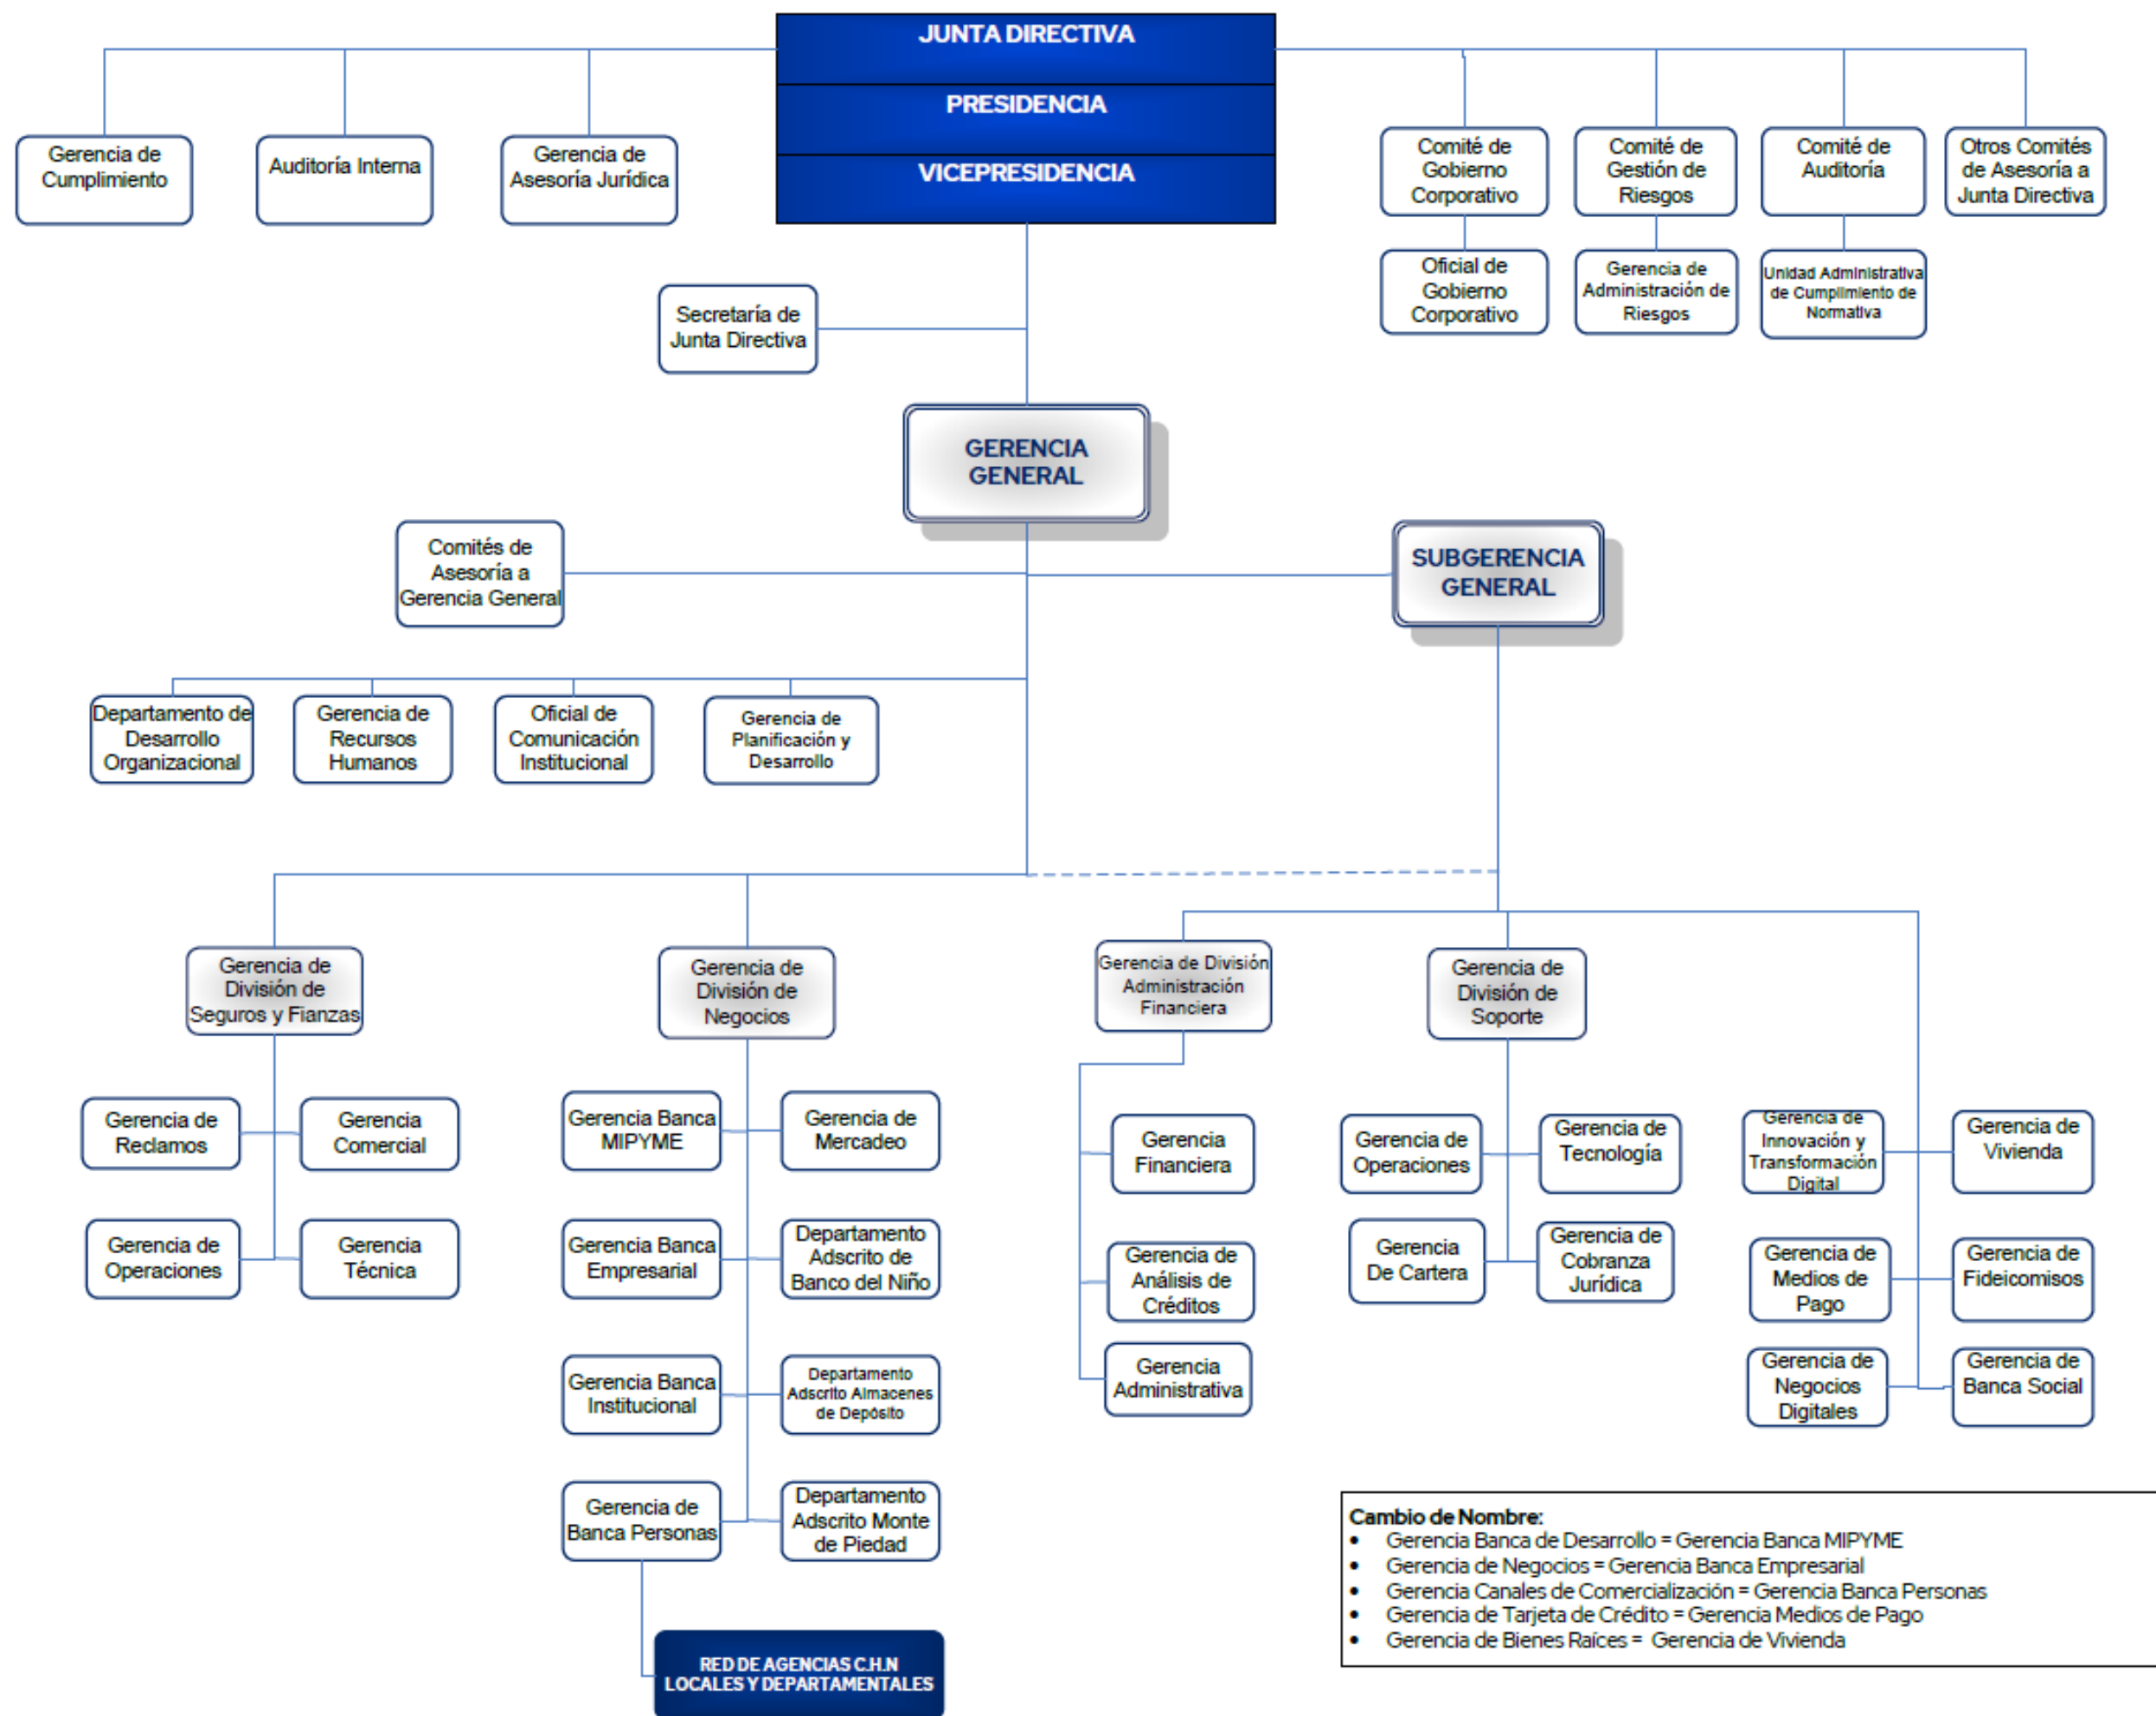 JUNTA DIRECTIVA
PRESIDENCIA
VICEPRESIDENCIA
Gerencia de
Cumplimiento
Auditoría Interna
Gerencia de
Asesoría Jurídica
Comité de
Gobierno
Corporativo
Comité de
Gestión de
Riesgos
Comité de
Auditoría
Otros Comités
de Asesoría a
Junta Directiva
Oficial de
Gobierno
Corporativo
Gerencia de
Administración de
Riesgos
Unidad Administrativa
de Cumplimiento de
Normativa
Secretaría de
Junta Directiva
GERENCIA
GENERAL
Comités de
Asesoría a
Gerencia General
SUBGERENCIA
GENERAL
Departamento de
Desarrollo
Organizacional
Gerencia de
Recursos
Humanos
Oficial de
Comunicación
Institucional
Gerencia de
Planificación y
Desarrollo
Gerencia de
División de
Seguros y Fianzas
Gerencia de
División de
Negocios
Gerencia de División
Administración
Financiera
Gerencia de
División de
Soporte
Gerencia de
Reclamos
Gerencia
Comercial
Gerencia de
Operaciones
Gerencia
Técnica
Gerencia Banca
MIPYME
Gerencia de
Mercadeo
Gerencia Banca
Empresarial
Departamento
Adscrito de
Banco del Niño
Gerencia Banca
Institucional
Departamento
Adscrito Almacenes
de Depósito
Gerencia de
Banca Personas
Departamento
Adscrito Monte
de Piedad
RED DE AGENCIAS C.H.N
LOCALES Y DEPARTAMENTALES
Gerencia
Financiera
Gerencia de
Análisis de
Créditos
Gerencia
Administrativa
Gerencia de
Operaciones
Gerencia de
Tecnología
Gerencia
De Cartera
Gerencia de
Cobranza
Jurídica
Gerencia de
Innovación y
Transformación
Digital
Gerencia de
Vivienda
Gerencia de
Medios de
Pago
Gerencia de
Fideicomisos
Gerencia de
Negocios
Digitales
Gerencia de
Banca Social
Cambio de Nombre:
• Gerencia Banca de Desarrollo = Gerencia Banca MIPYME
• Gerencia de Negocios = Gerencia Banca Empresarial
• Gerencia Canales de Comercialización = Gerencia Banca Personas
• Gerencia de Tarjeta de Crédito = Gerencia Medios de Pago
• Gerencia de Bienes Raíces = Gerencia de Vivienda